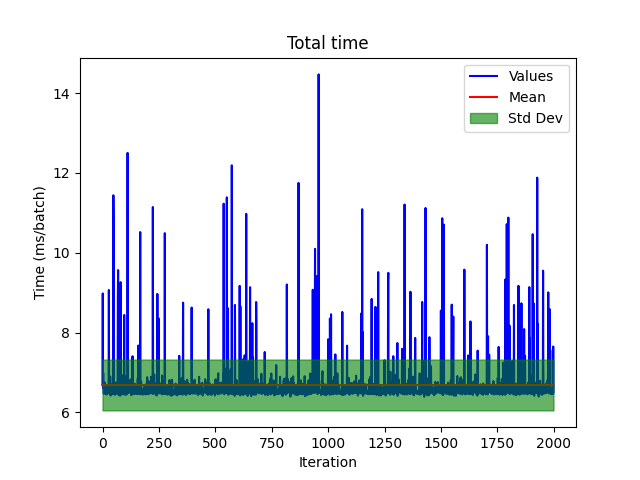 Total time
Values
Mean
Std Dev
Time (ms/batch)
14
12
10
8
6
0 250 500 750 1000 1250 1500 1750 2000
Iteration